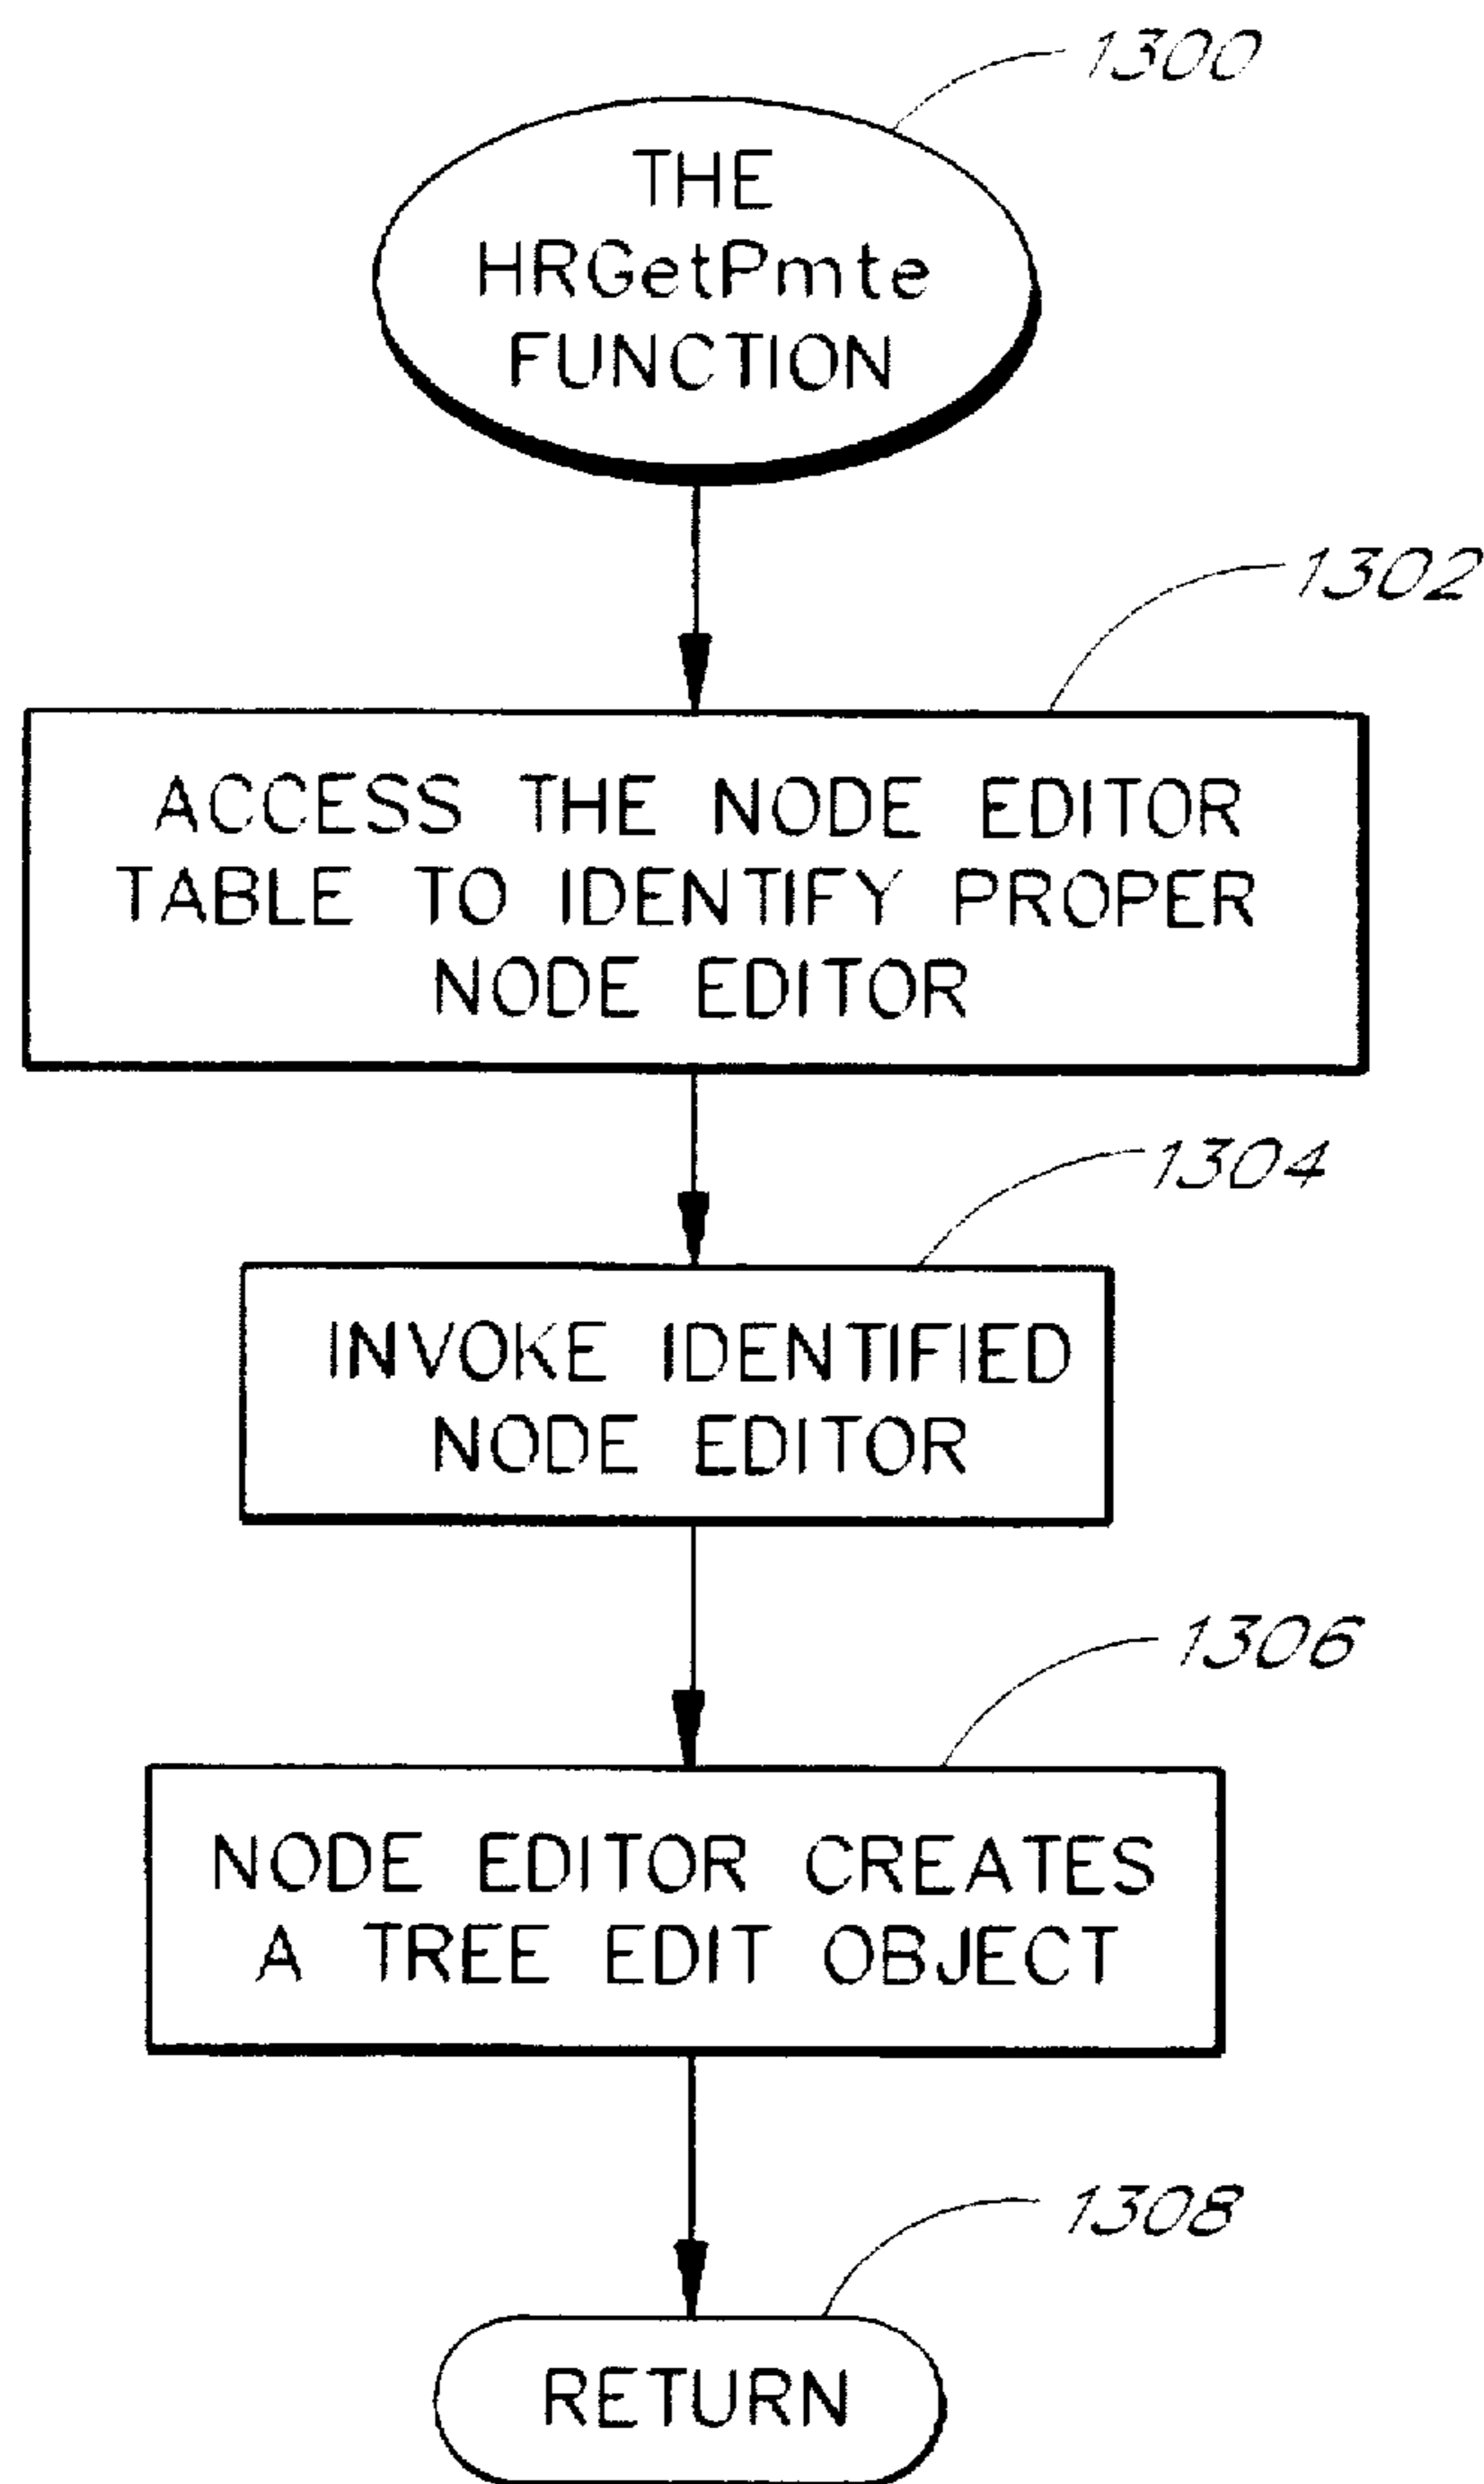 1300
THE
HRGetPmte
FUNCTION
1302
ACCESS THE NODE EDITOR
TABLE TO IDENTIFY PROPER
NODE EDITOR
1304
INVOKE IDENTIFIED
NODE EDITOR
1306
NODE EDITOR CREATES
A TREE EDIT OBJECT
1308
RETURN